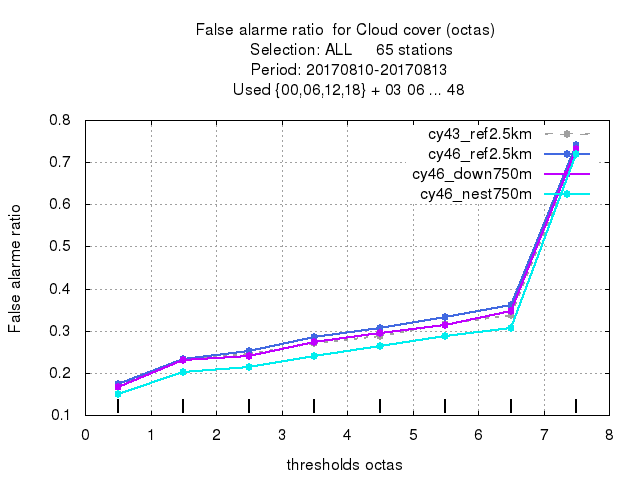 False alarme ratio  for Cloud cover (octas)
Selection: ALL     65 stations
Period: 20170810-20170813
Used {00,06,12,18} + 03 06 ... 48
cy43_ref2.5km
cy46_ref2.5km
cy46_down750m
cy46_nest750m
False alarme ratio
0.8
0.7
0.6
0.5
0.4
0.3
0.2
0.1
0 1 2 3 4 5 6 7 8
thresholds octas